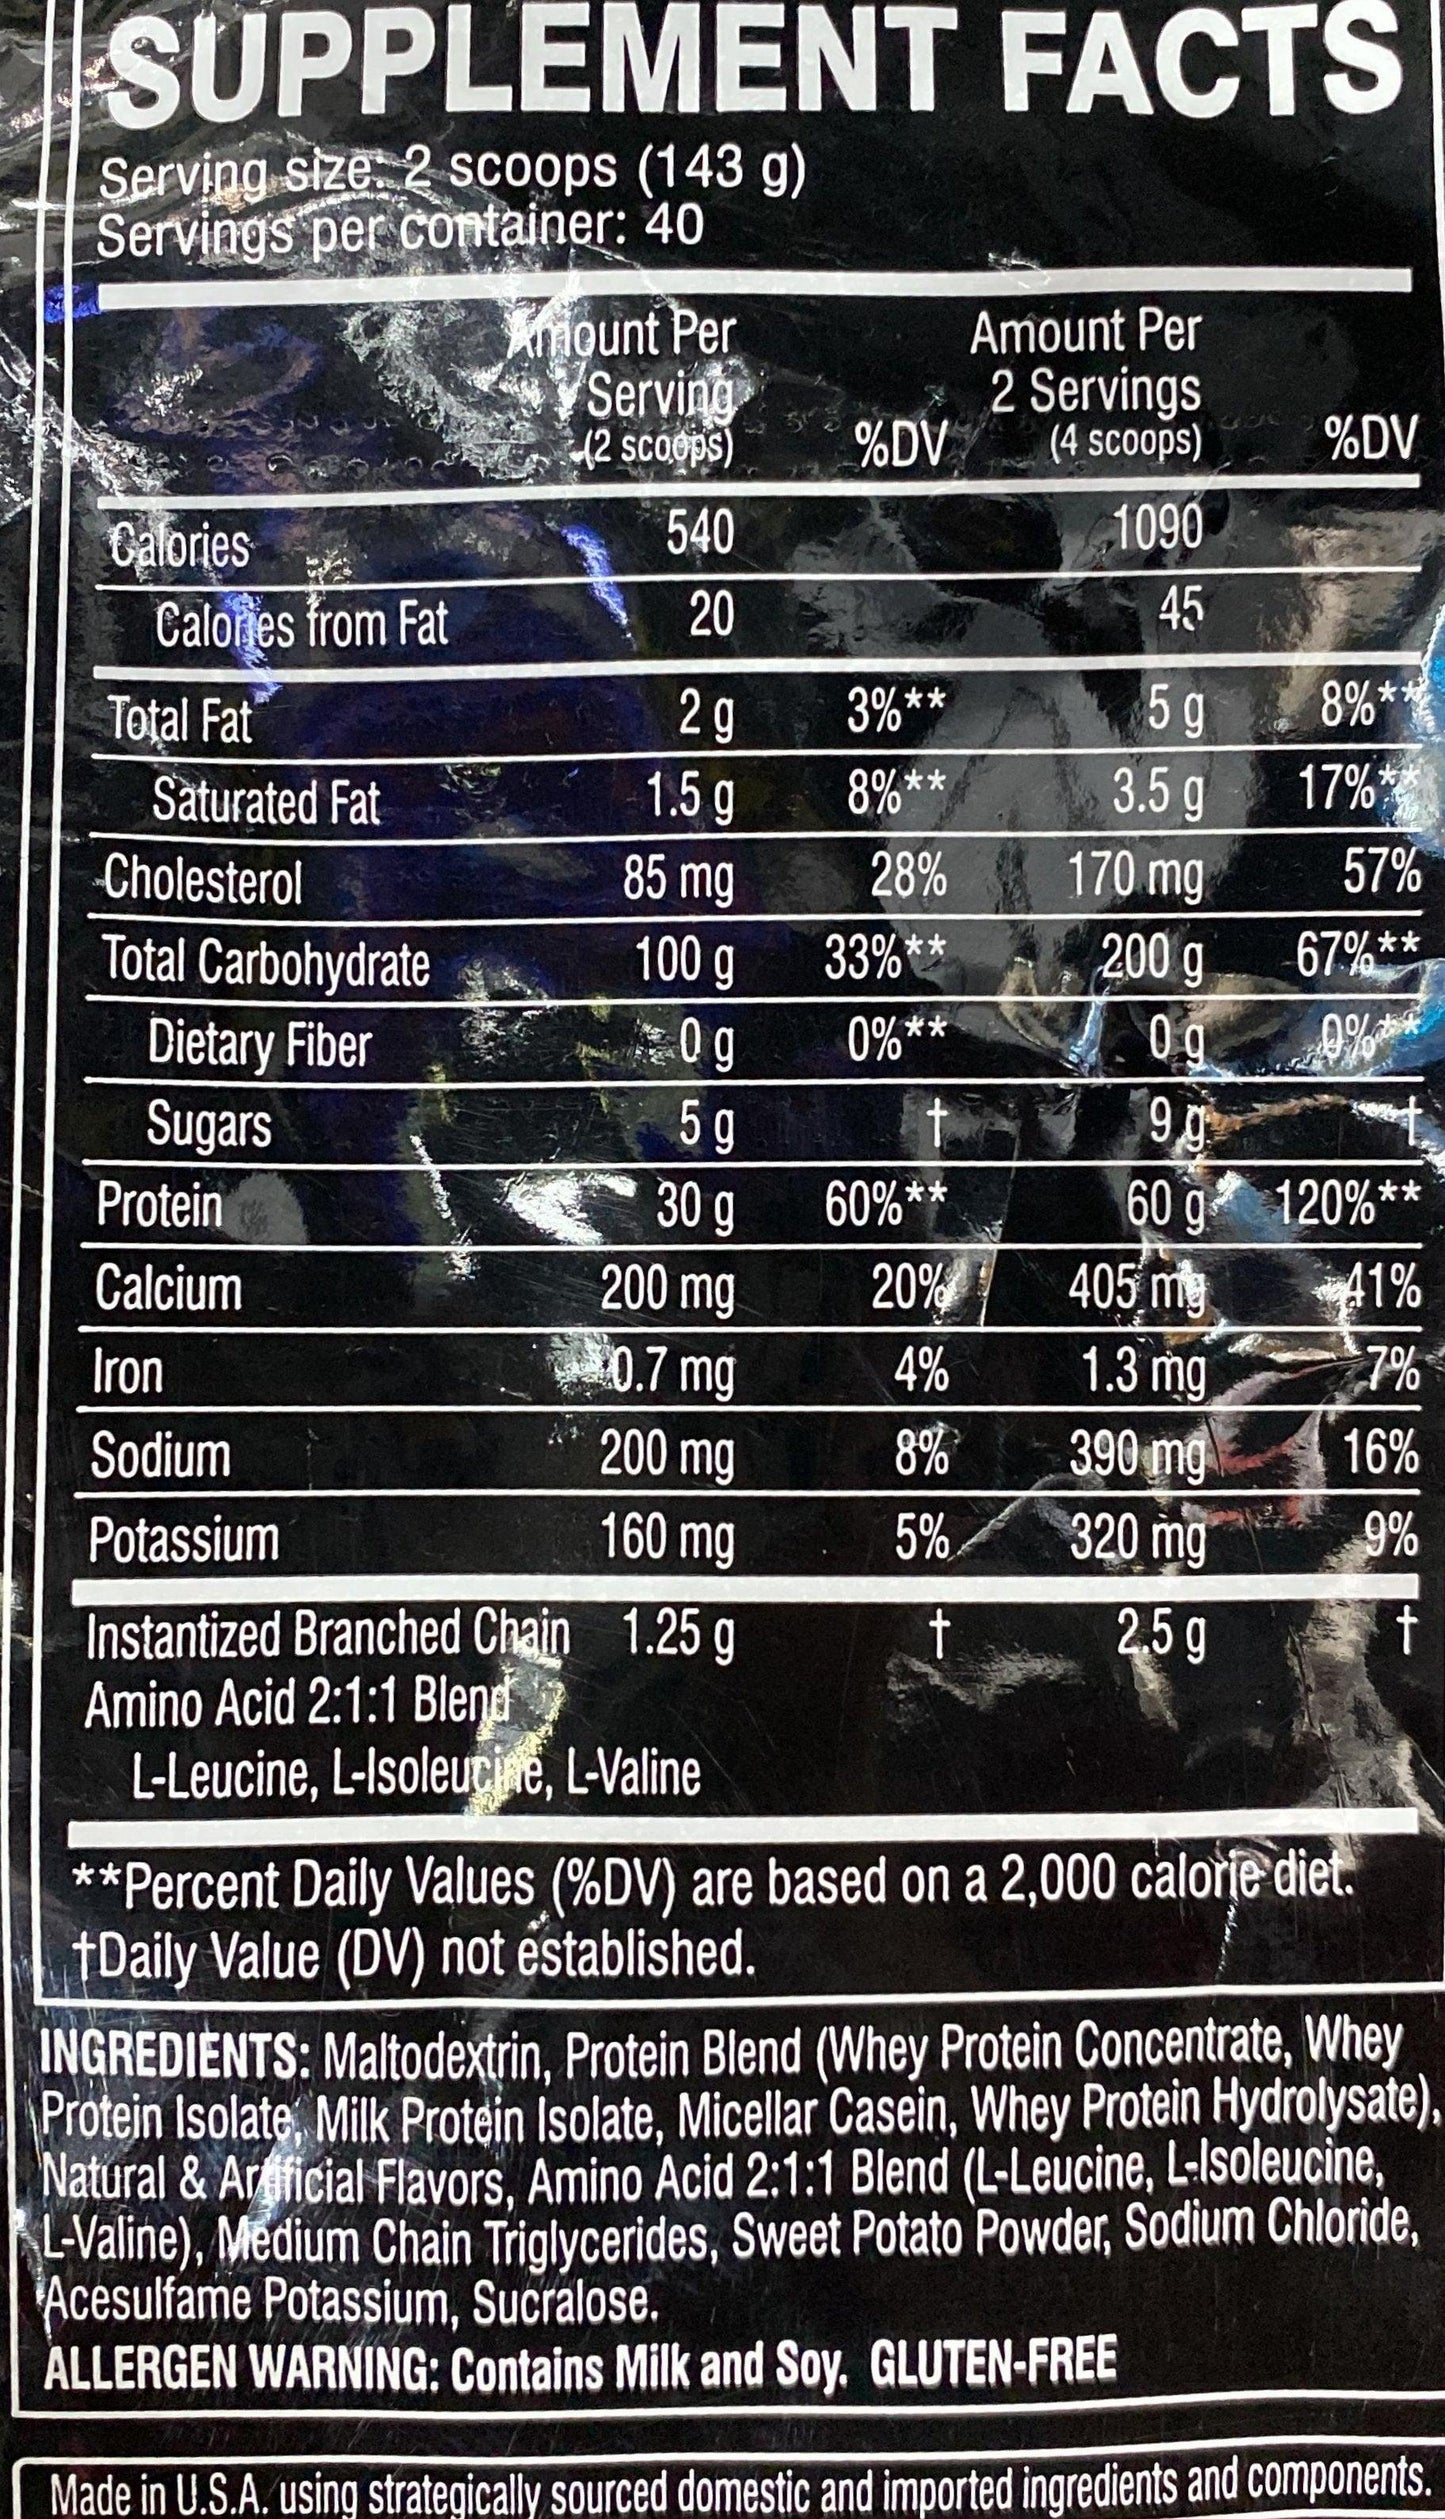 SUPPLEMENT FACTS
Serving size: 2 scoops (143 g)
Servings per container: 40
Amount Per Amount Per
Serving 2 Servings
(2 scoops) %DV (4 scoops) %DV
Calories 540 1090
Calories from Fat 20 45
Total Fat 2 g 3%** 5 g 8%**
Saturated Fat 1.5 g 8%** 3.5 g 17%**
Cholesterol 85 mg 28% 170 mg 57%
Total Carbohydrate 100 g 33%** 200 g 67%**
Dietary Fiber 0 g 0%** 0 g 0%**
Sugars 5 g † 9 g †
Protein 30 g 60%** 60 g 120%**
Calcium 200 mg 20% 405 mg 41%
Iron 0.7 mg 4% 1.3 mg 7%
Sodium 200 mg 8% 390 mg 16%
Potassium 160 mg 5% 320 mg 9%
Instantized Branched Chain 1.25 g † 2.5 g †
Amino Acid 2:1:1 Blend
L-Leucine, L-Isoleucine, L-Valine
**Percent Daily Values (%DV) are based on a 2,000 calorie diet.
†Daily Value (DV) not established.
INGREDIENTS: Maltodextrin, Protein Blend (Whey Protein Concentrate, Whey
Protein Isolate, Milk Protein Isolate, Micellar Casein, Whey Protein Hydrolysate),
Natural & Artificial Flavors, Amino Acid 2:1:1 Blend (L-Leucine, L-Isoleucine,
L-Valine), Medium Chain Triglycerides, Sweet Potato Powder, Sodium Chloride,
Acesulfame Potassium, Sucralose.
ALLERGEN WARNING: Contains Milk and Soy. GLUTEN-FREE
Made in U.S.A. using strategically sourced domestic and imported ingredients and components.